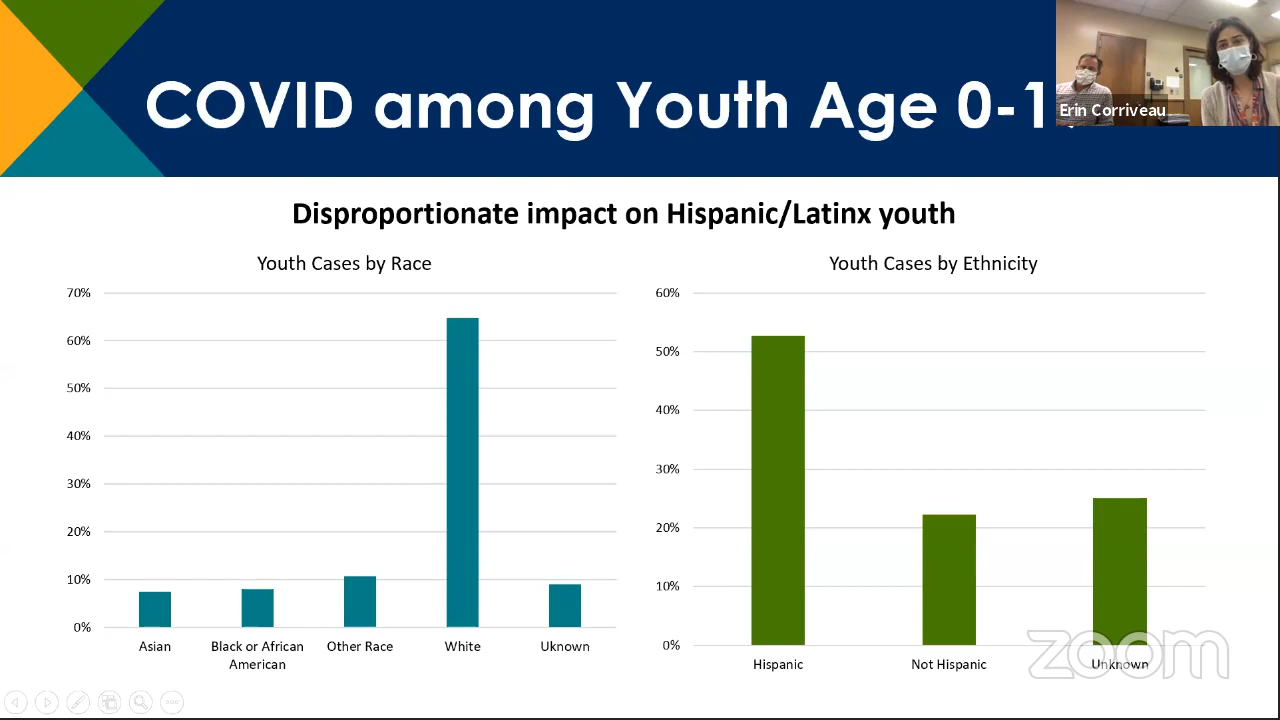 COVID among Youth Age 0-1
Erin Corriveau
Disproportionate impact on Hispanic/Latinx youth
Youth Cases by Race
70%
60%
50%
40%
30%
20%
10%
0%
Asian
Black or African
American
Other Race
White
Uknown
Youth Cases by Ethnicity
60%
50%
40%
30%
20%
10%
0%
Hispanic
Not Hispanic
Unknown
zoom